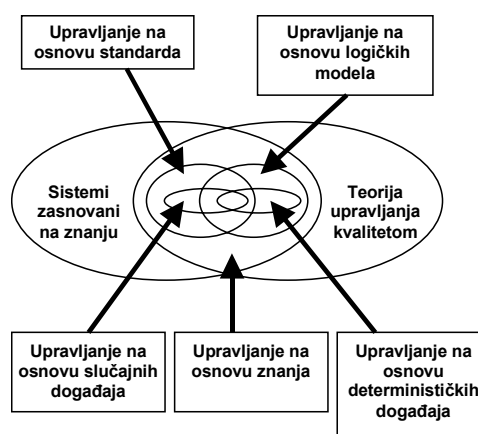 Upravljanje na
osnovu standarda
Upravljanje na
osnovu logičkih
modela
Sistemi
zasnovani
na znanju
Teorija
upravljanja
kvalitetom
Upravljanje na
osnovu slučajnih
događaja
Upravljanje na
osnovu znanja
Upravljanje na
osnovu
determinističkih
događaja